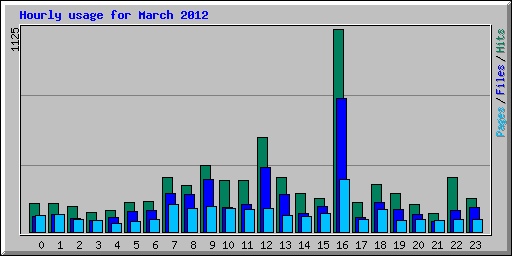 Hourly usage for March 2012
1125
Pages / Files / Hits
0 1 2 3 4 5 6 7 8 9 10 11 12 13 14 15 16 17 18 19 20 21 22 23